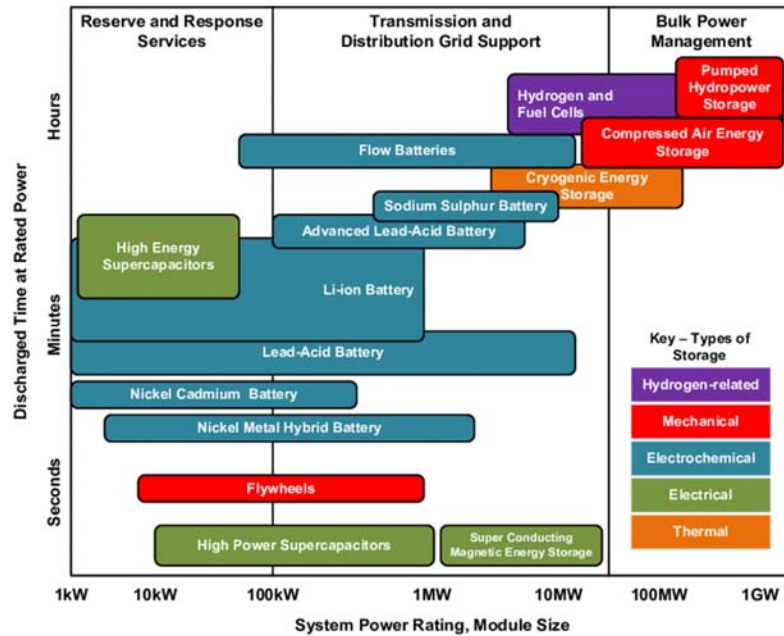 Reserve and Response
Services
Transmission and
Distribution Grid Support
Bulk Power
Management
Discharged Time at Rated Power
Hours
Minutes
Seconds
Pumped
Hydropower
Storage
Hydrogen and
Fuel Cells
Compressed Air Energy
Storage
Flow Batteries
Cryogenic Energy
Storage
Sodium Sulphur Battery
Advanced Lead-Acid Battery
High Energy
Supercapacitors
Li-ion Battery
Lead-Acid Battery
Nickel Cadmium Battery
Nickel Metal Hybrid Battery
Flywheels
High Power Supercapacitors
Super Conducting
Magnetic Energy Storage
Key – Types of
Storage
Hydrogen-related
Mechanical
Electrochemical
Electrical
Thermal
1kW 10kW 100kW 1MW 10MW 100MW 1GW
System Power Rating, Module Size